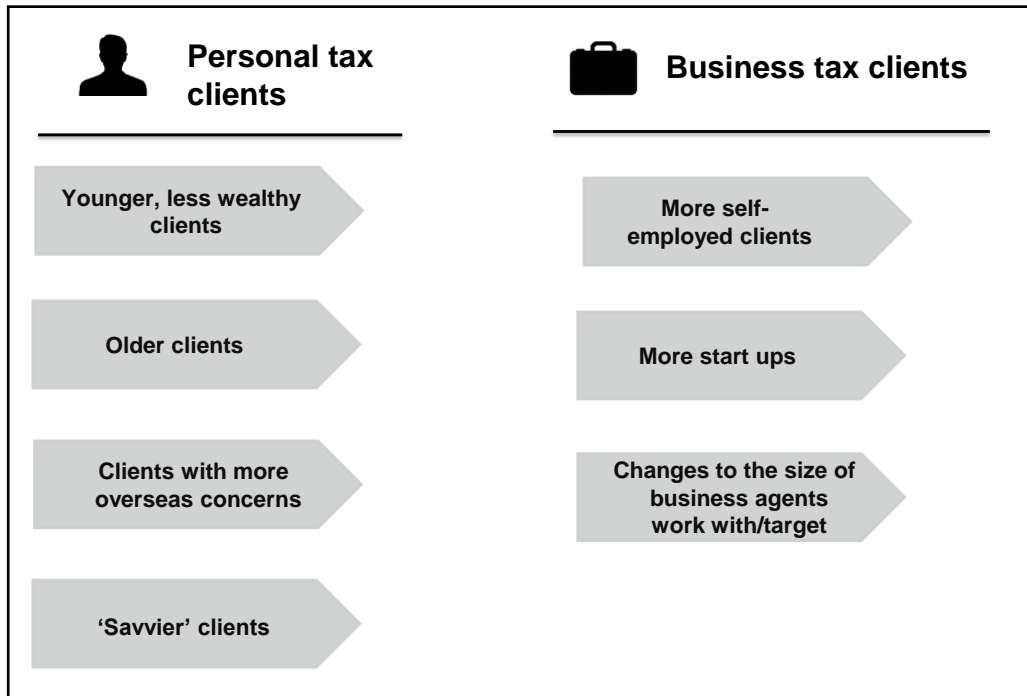 Personal tax
clients
Younger, less wealthy
clients
Older clients
Clients with more
overseas concerns
‘Savvier’ clients
Business tax clients
More self-
employed clients
More start ups
Changes to the size of
business agents
work with/target